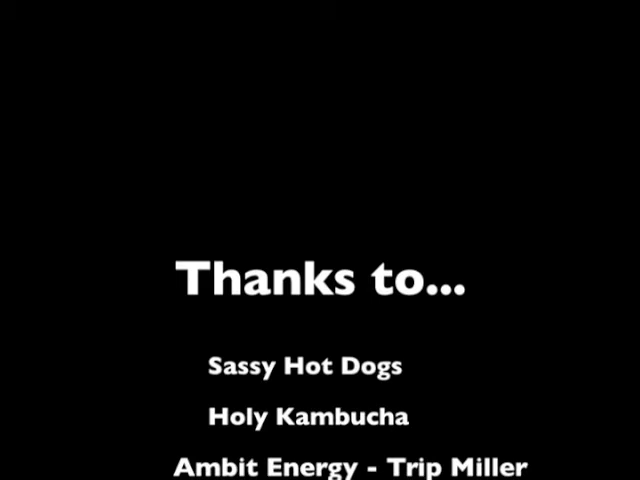 Thanks to...
Sassy Hot Dogs
Holy Kambucha
Ambit Energy - Trip Miller